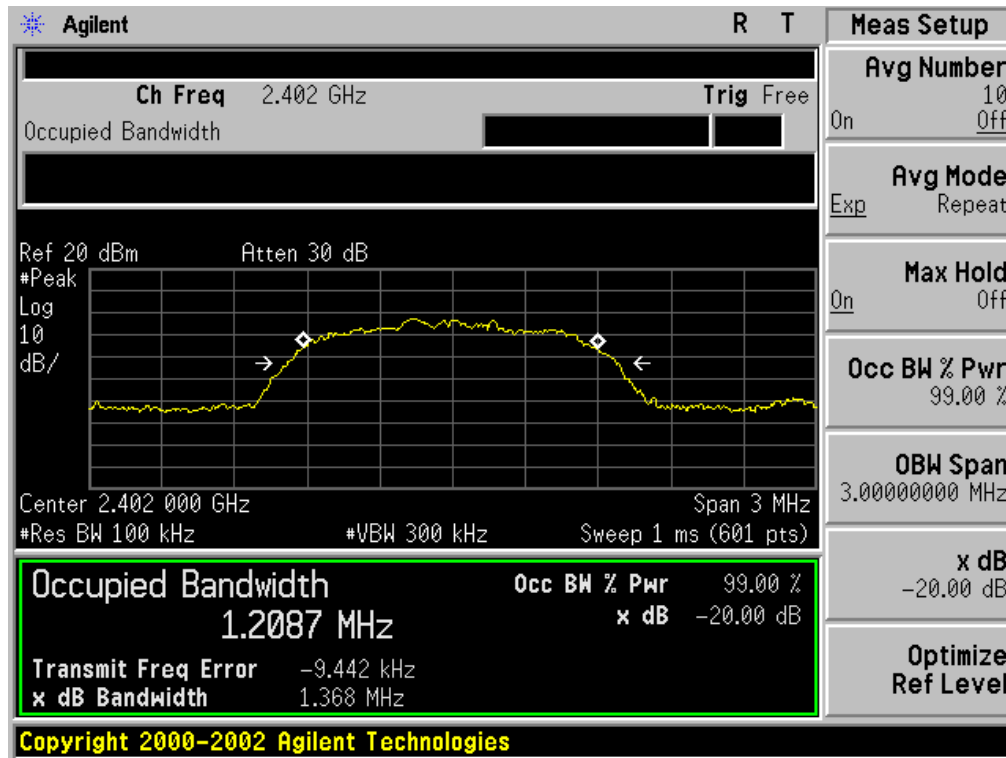 Agilent R T
Ch Freq 2.402 GHz Trig Free
Occupied Bandwidth
Ref 20 dBm Atten 30 dB
#Peak
Log
10
dB/
Center 2.402 000 GHz Span 3 MHz
#Res BW 100 kHz #VBW 300 kHz Sweep 1 ms (601 pts)
Occupied Bandwidth Occ BW % Pwr 99.00 %
1.2087 MHz x dB -20.00 dB
Transmit Freq Error -9.442 kHz
x dB Bandwidth 1.368 MHz
Copyright 2000-2002 Agilent Technologies
Meas Setup
Avg Number
10
On Off
Avg Mode
Exp Repeat
Max Hold
On Off
Occ BW % Pwr
99.00 %
OBW Span
3.00000000 MHz
x dB
-20.00 dB
Optimize
Ref Level